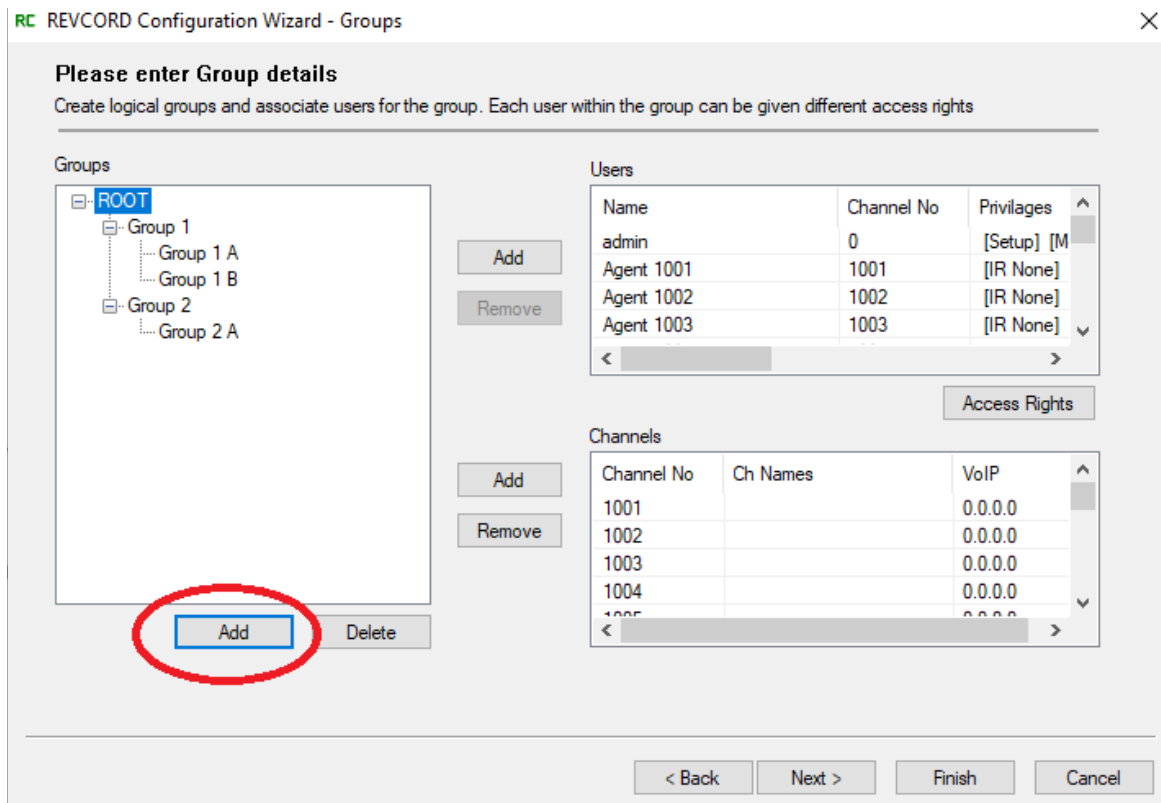 RC REVCORD Configuration Wizard - Groups
Please enter Group details
Create logical groups and associate users for the group. Each user within the group can be given different access rights
Groups
ROOT
Group 1
Group 1 A
Group 1 B
Group 2
Group 2 A
Add
Delete
Add
Remove
Users
Name Channel No Privilages
admin 0 [Setup] [M
Agent 1001 1001 [IR None]
Agent 1002 1002 [IR None]
Agent 1003 1003 [IR None]
Access Rights
Add
Remove
Channels
Channel No Ch Names VoIP
1001 0.0.0.0
1002 0.0.0.0
1003 0.0.0.0
1004 0.0.0.0
< Back Next > Finish Cancel